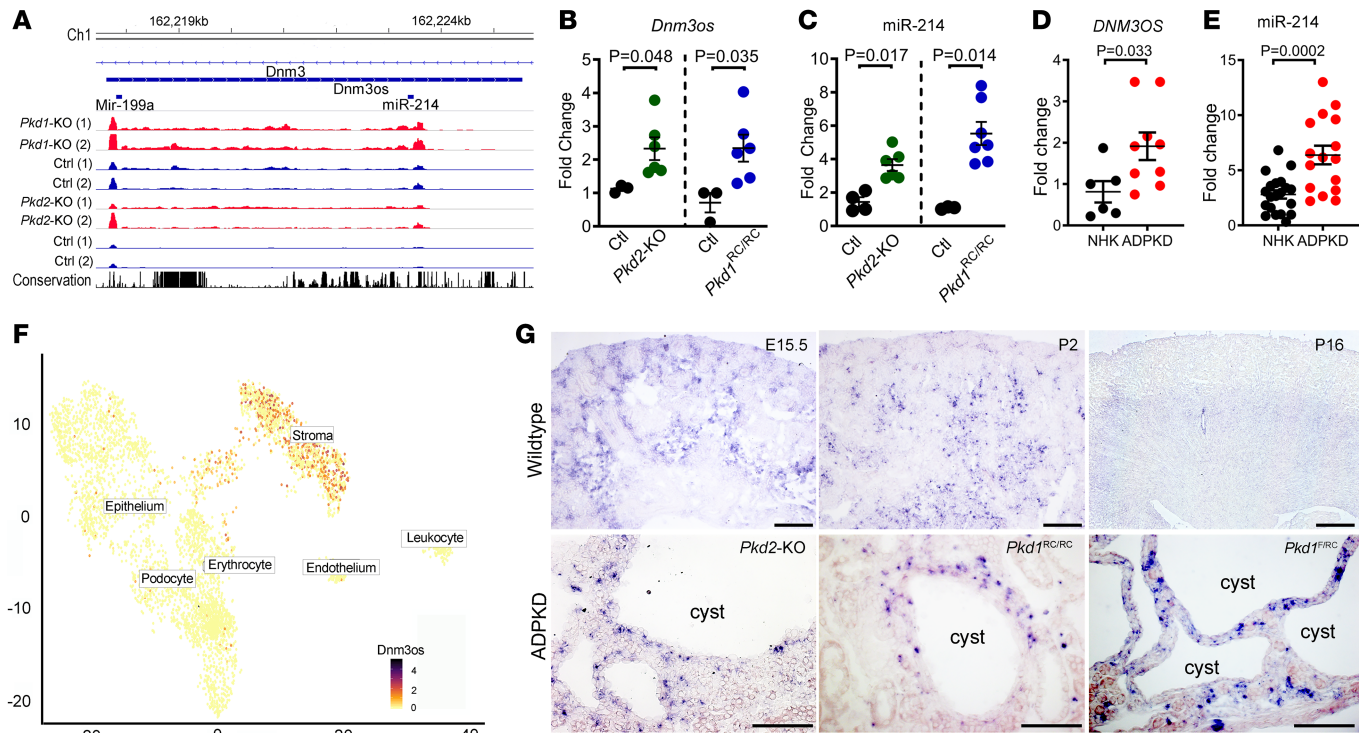 A
162,219kb 162,224kb
Ch1
Dnm3
Dnm3os
Mir-199a miR-214
Pkd1-KO (1)
Pkd1-KO (2)
Ctrl (1)
Ctrl (2)
Pkd2-KO (1)
Pkd2-KO (2)
Ctrl (1)
Ctrl (2)
Conservation
B
Dnm3os
P=0.048 P=0.035
Fold Change
5
4
3
2
1
0
Ctl
Pkd2-KO
Ctl
Pkd1RC/RC
C
miR-214
P=0.017 P=0.014
Fold Change
10
8
6
4
2
0
Ctl
Pkd2-KO
Ctl
Pkd1RC/RC
D
DNM3OS
P=0.033
Fold change
4
3
2
1
0
NHK ADPKD
E
miR-214
P=0.0002
Fold change
15
10
5
0
NHK ADPKD
F
10
0
-10
-20
Stroma
Epithelium
Leukocyte
Erythrocyte
Endothelium
Podocyte
Dnm3os
4
2
0
0
40
G
Wildtype
E15.5
P2
P16
ADPKD
Pkd2-KO
cyst
Pkd1RC/RC
cyst
Pkd1F/RC
cyst
cyst
cyst